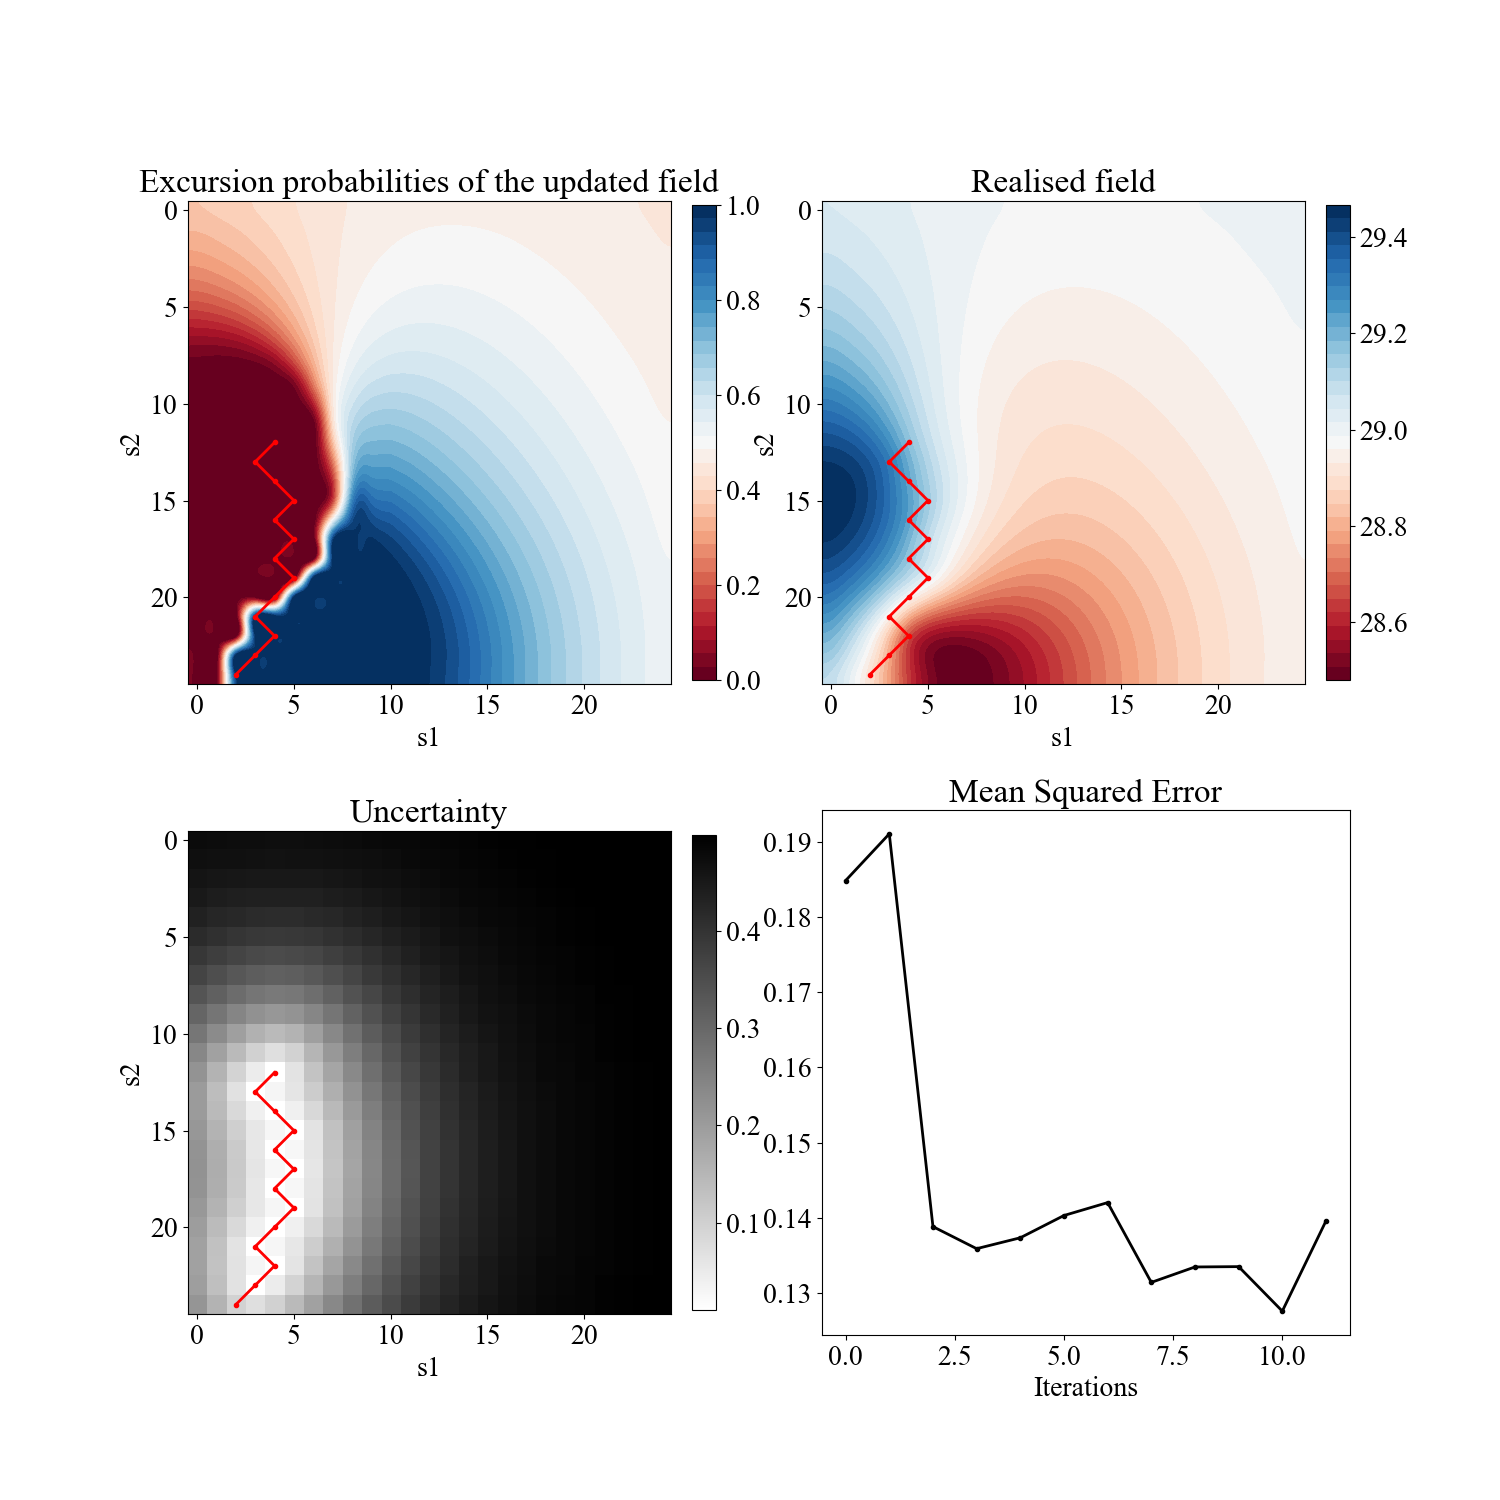 Excursion probabilities of the updated field
0
5
10
15
20
s2
0 5 10 15 20
s1
1.0
0.8
0.6
0.4
0.2
0.0
Realised field
0
5
10
15
20
s2
0 5 10 15 20
s1
29.4
29.2
29.0
28.8
28.6
Uncertainty
0
5
10
15
20
s2
0 5 10 15 20
s1
0.4
0.3
0.2
0.1
Mean Squared Error
0.19
0.18
0.17
0.16
0.15
0.14
0.13
0.0 2.5 5.0 7.5 10.0
Iterations